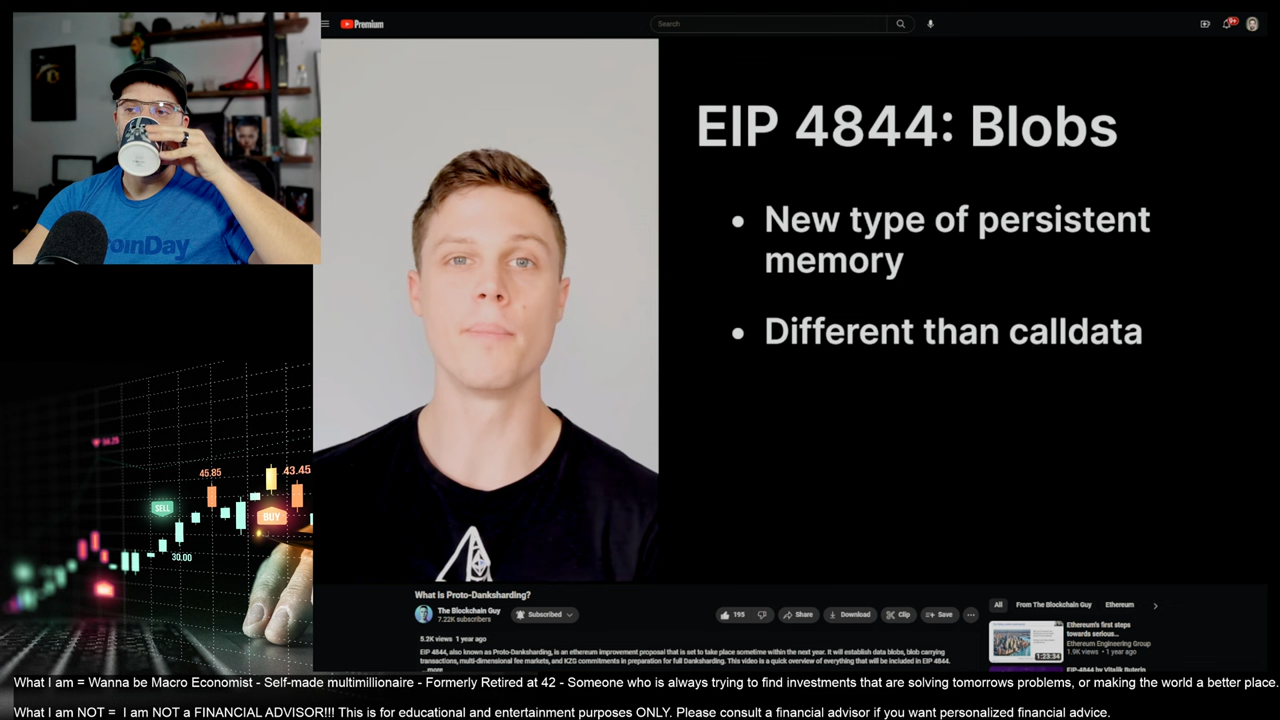 Premium
Search
9+
EIP 4844: Blobs
• New type of persistent
memory
• Different than calldata
oinDay
45.85
43.45
SELL
BUY
30.00
What is Proto-Danksharding?
The Blockchain Guy
7.22K subscribers
Subscribed
195
Share
Download
Clip
Save
5.2K views 1 year ago
EIP 4844, also known as Proto-Danksharding, is an ethereum improvement proposal that is set to take place sometime within the next year. It will establish data blobs, blob carrying
transactions, multi-dimensional fee markets, and KZG commitments in preparation for full Danksharding. This video is a quick overview of everything that will be included in EIP 4844.
All
From The Blockchain Guy
Ethereum
Ethereum's first steps
towards serious...
Ethereum Engineering Group
1.9K views • 1 year ago
1:23:34
EIP-4844 by Vitalik Buterin
What I am = Wanna be Macro Economist - Self-made multimillionaire - Formerly Retired at 42 - Someone who is always trying to find investments that are solving tomorrows problems, or making the world a better place.
What I am NOT = I am NOT a FINANCIAL ADVISOR!!! This is for educational and entertainment purposes ONLY. Please consult a financial advisor if you want personalized financial advice.